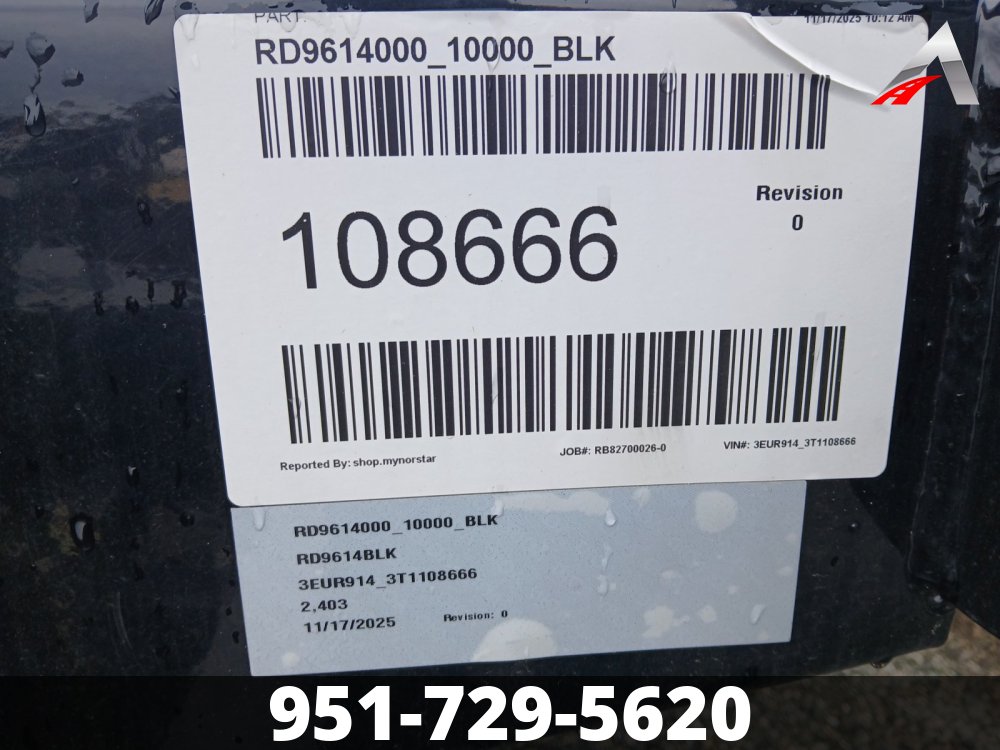 PART:
11/17/2025 10:12 AM
RD9614000_10000_BLK
Revision
0
108666
Reported By: shop.mynorstar
JOB#: RB82700026-0
VIN#: 3EUR914_3T1108666
RD9614000_10000_BLK
RD9614BLK
3EUR914_3T1108666
2,403
11/17/2025
Revision: 0
951-729-5620